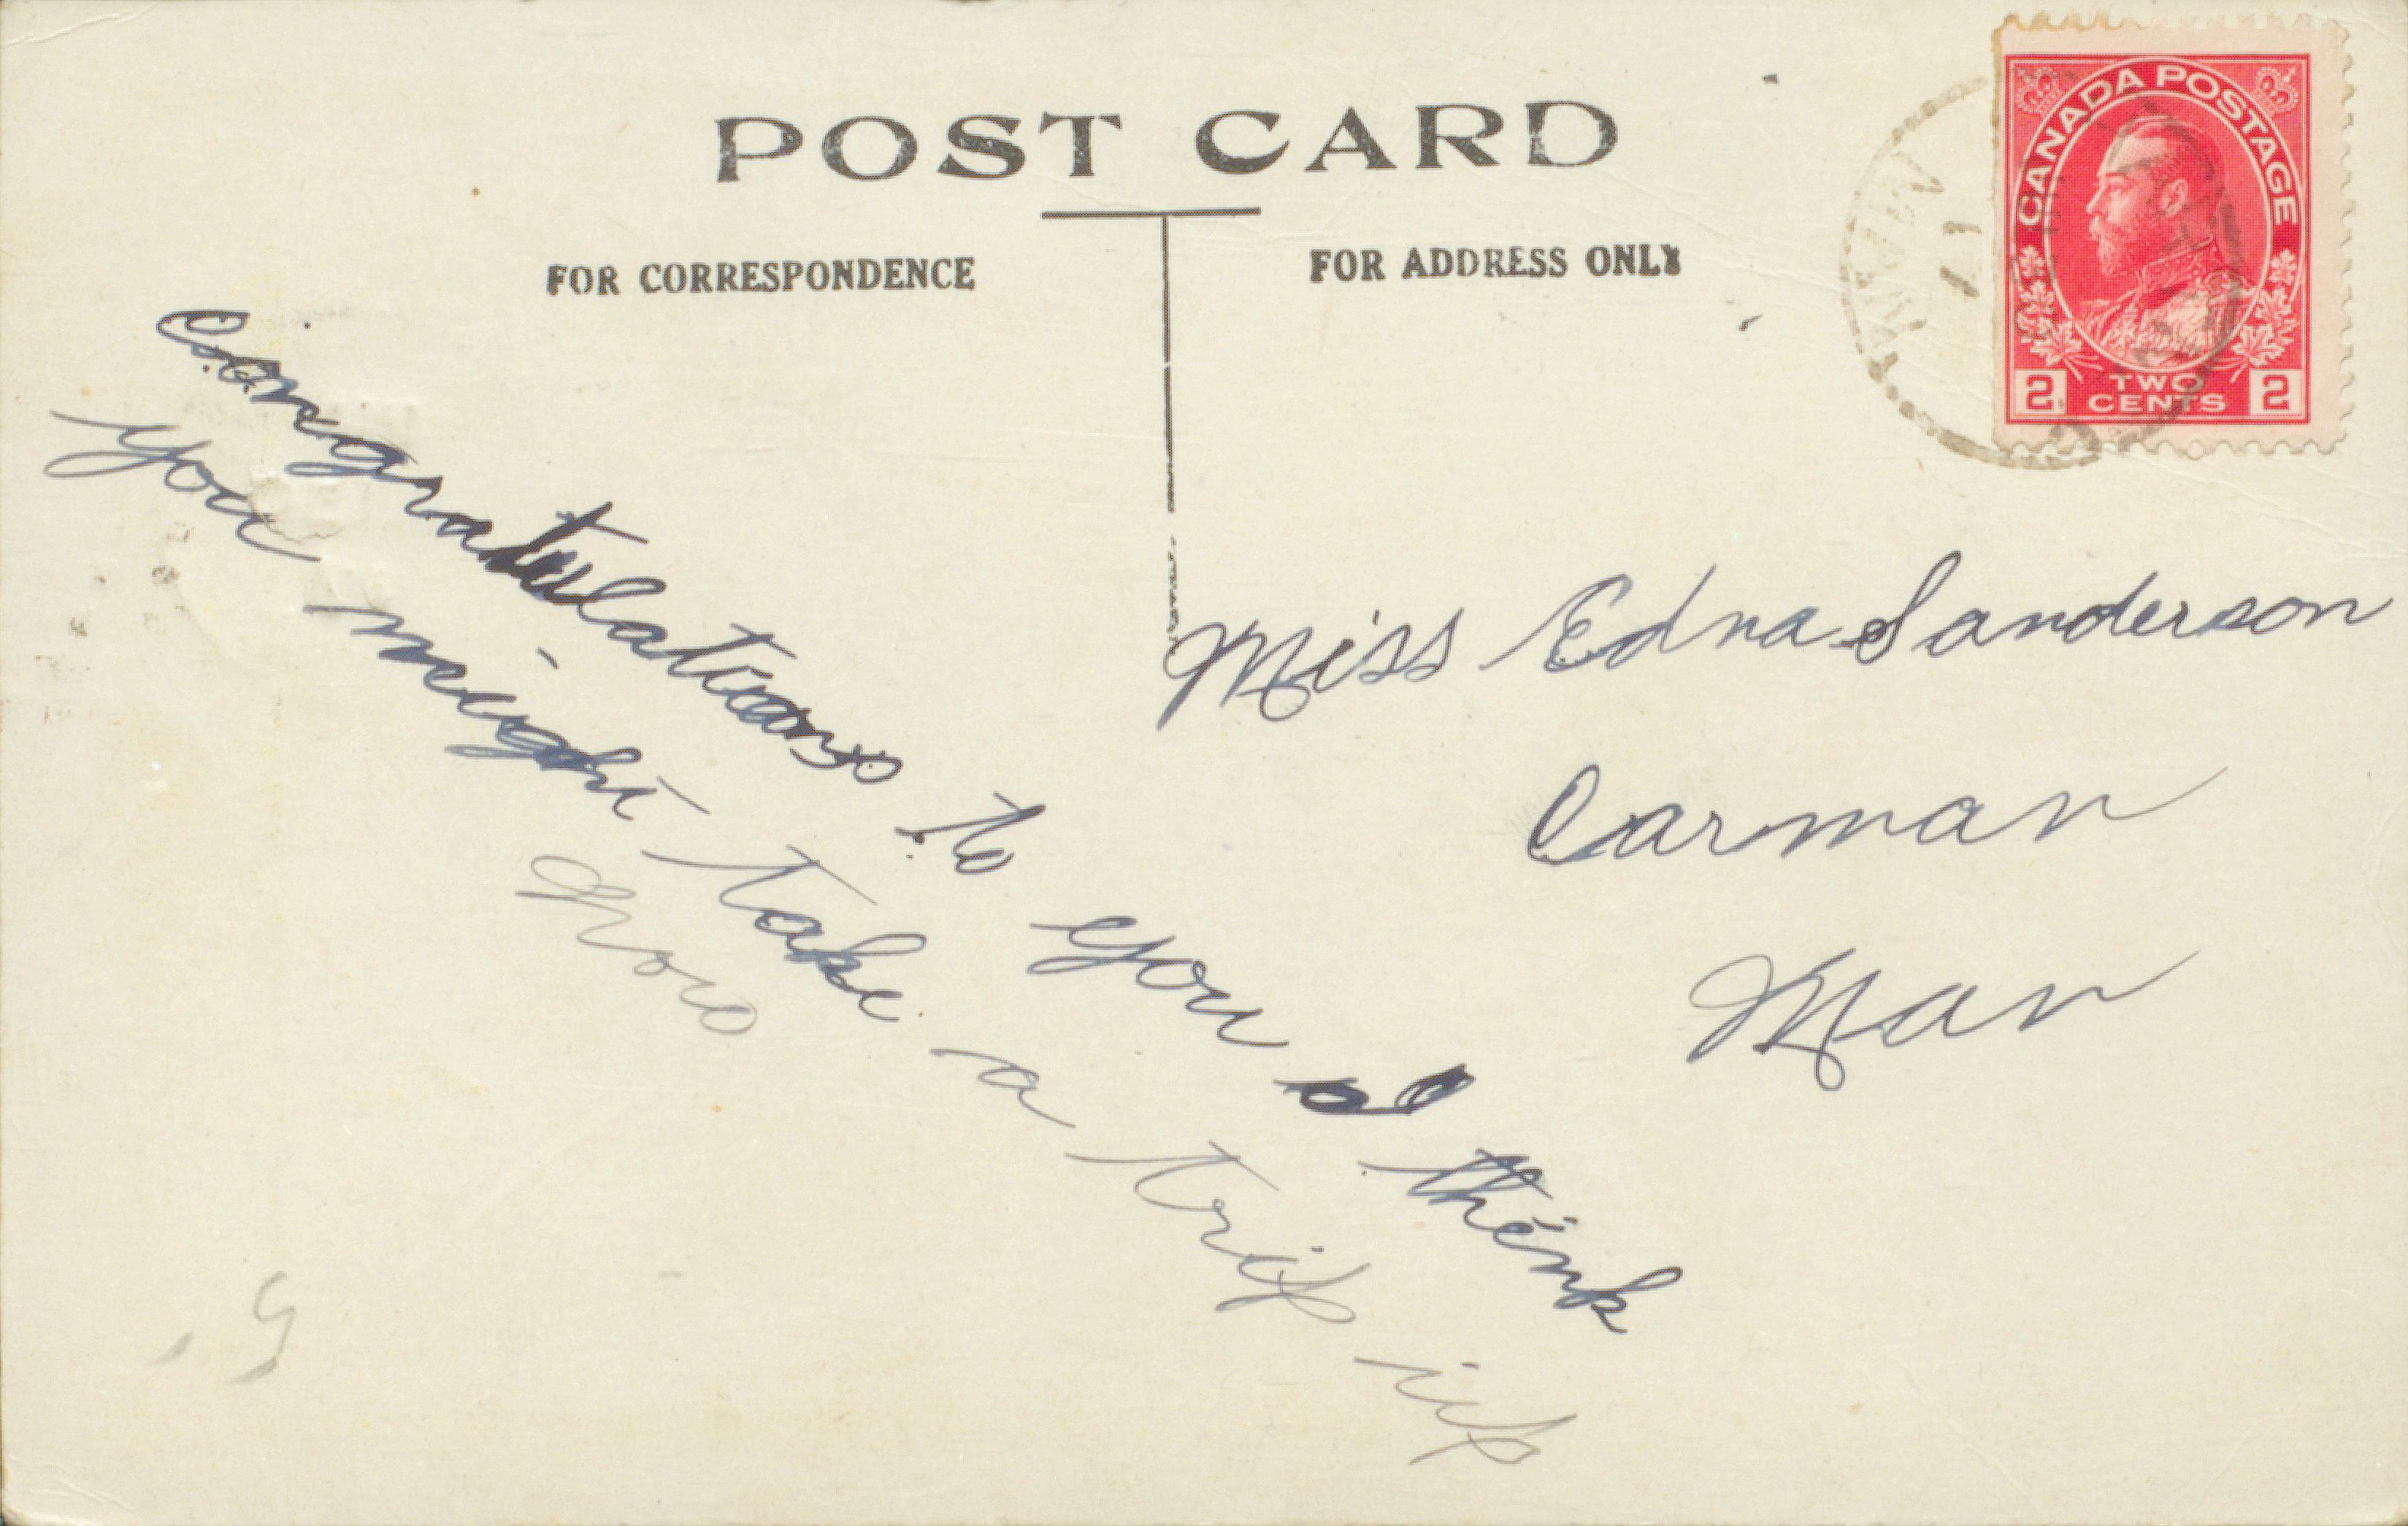 POST CARD
FOR CORRESPONDENCE
FOR ADDRESS ONLY
CANADA POSTAGE
2 TWO CENTS 2
congratulations to you I think
you might take a trip up
now
Miss Edna Sanderson
Carman
Man